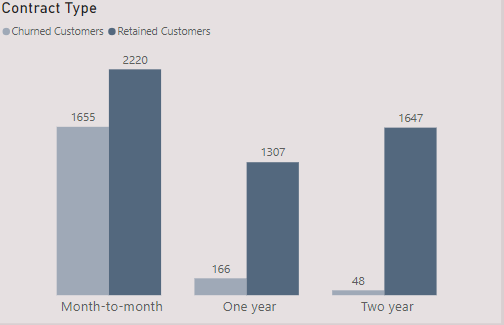 Contract Type
Churned Customers Retained Customers
2220
1655
1647
1307
166
48
Month-to-month One year Two year